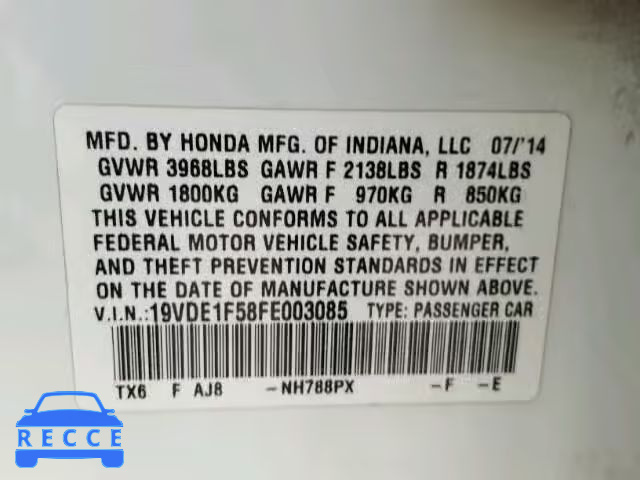 MFD. BY HONDA MFG. OF INDIANA, LLC 07/'14
GVWR 3968LBS GAWR F 2138LBS R 1874LBS
GVWR 1800KG GAWR F 970KG R 850KG
THIS VEHICLE CONFORMS TO ALL APPLICABLE
FEDERAL MOTOR VEHICLE SAFETY, BUMPER,
AND THEFT PREVENTION STANDARDS IN EFFECT
ON THE DATE OF MANUFACTURE SHOWN ABOVE.
V.I.N.:19VDE1F58FE003085 TYPE: PASSENGER CAR
TX6 F AJ8 -NH788PX -F -E
RECCE